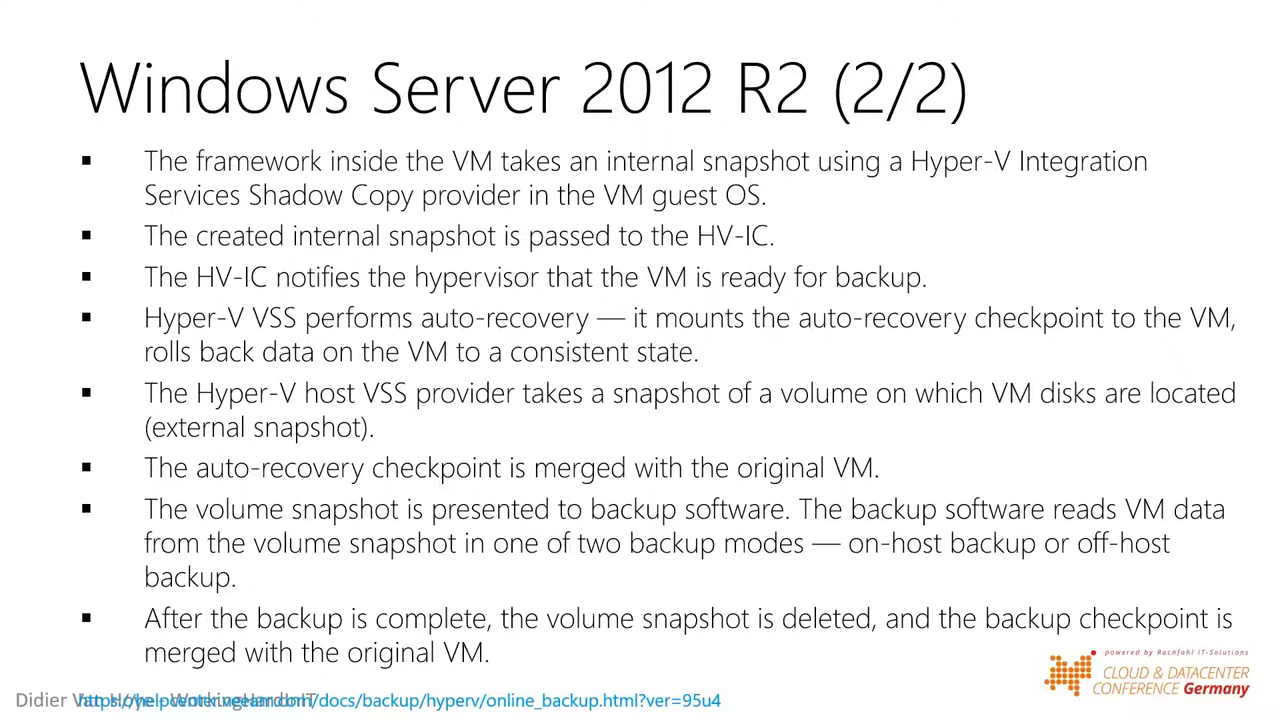 Windows Server 2012 R2 (2/2)
▪ The framework inside the VM takes an internal snapshot using a Hyper-V Integration
Services Shadow Copy provider in the VM guest OS.
▪ The created internal snapshot is passed to the HV-IC.
▪ The HV-IC notifies the hypervisor that the VM is ready for backup.
▪ Hyper-V VSS performs auto-recovery — it mounts the auto-recovery checkpoint to the VM,
rolls back data on the VM to a consistent state.
▪ The Hyper-V host VSS provider takes a snapshot of a volume on which VM disks are located
(external snapshot).
▪ The auto-recovery checkpoint is merged with the original VM.
▪ The volume snapshot is presented to backup software. The backup software reads VM data
from the volume snapshot in one of two backup modes — on-host backup or off-host
backup.
▪ After the backup is complete, the volume snapshot is deleted, and the backup checkpoint is
merged with the original VM.
powered by Rachfahl IT-Solutions
CLOUD & DATACENTER
CONFERENCE Germany
Didier
/docs/backup/hyperv/online_backup.html?ver=95u4